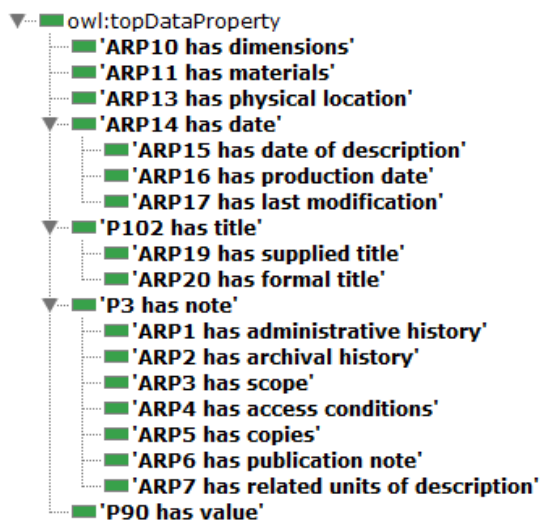 owl:topDataProperty
'ARP10 has dimensions'
'ARP11 has materials'
'ARP13 has physical location'
'ARP14 has date'
'ARP15 has date of description'
'ARP16 has production date'
'ARP17 has last modification'
'P102 has title'
'ARP19 has supplied title'
'ARP20 has formal title'
'P3 has note'
'ARP1 has administrative history'
'ARP2 has archival history'
'ARP3 has scope'
'ARP4 has access conditions'
'ARP5 has copies'
'ARP6 has publication note'
'ARP7 has related units of description'
'P90 has value'